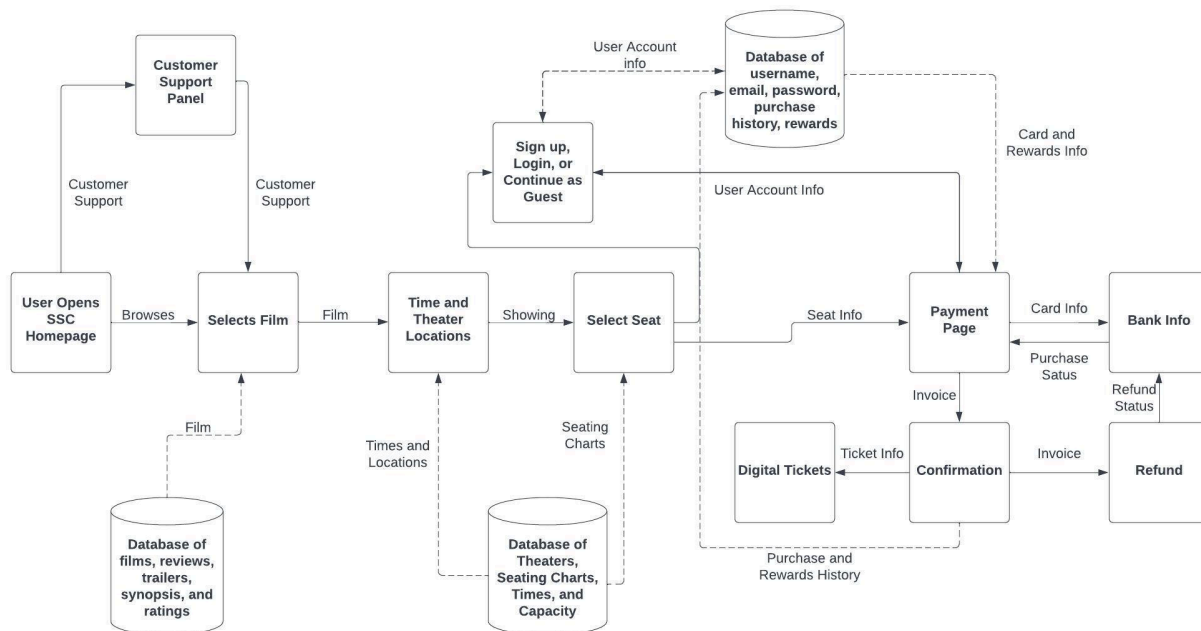 Customer
Support
Panel
User Account
info
Database of
username,
email, password,
purchase
history, rewards
Sign up,
Login, or
Continue as
Guest
Card and
Rewards Info
Customer
Support
Customer
Support
User Account Info
User Opens
SSC
Homepage
Browses
Selects Film
Film
Time and
Theater
Locations
Showing
Select Seat
Seat Info
Payment
Page
Card Info
Bank Info
Purchase
Satus
Refund
Status
Invoice
Film
Times and
Locations
Seating
Charts
Digital Tickets
Ticket Info
Confirmation
Invoice
Refund
Database of
films, reviews,
trailers,
synopsis, and
ratings
Database of
Theaters,
Seating Charts,
Times, and
Capacity
Purchase and
Rewards History